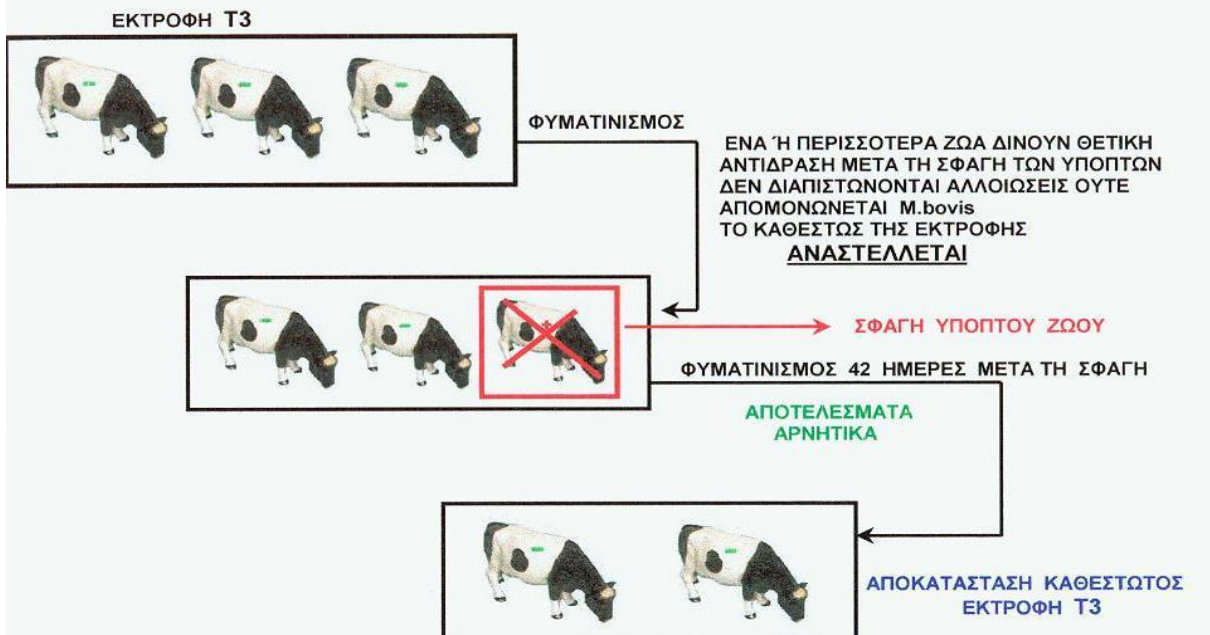 ΕΚΤΡΟΦΗ Τ3
ΦΥΜΑΤΙΝΙΣΜΟΣ
ΕΝΑ Ή ΠΕΡΙΣΣΟΤΕΡΑ ΖΩΑ ΔΙΝΟΥΝ ΘΕΤΙΚΗ
ΑΝΤΙΔΡΑΣΗ ΜΕΤΑ ΤΗ ΣΦΑΓΗ ΤΩΝ ΥΠΟΠΤΩΝ
ΔΕΝ ΔΙΑΠΙΣΤΩΝΟΝΤΑΙ ΑΛΛΟΙΩΣΕΙΣ ΟΥΤΕ
ΑΠΟΜΟΝΩΝΕΤΑΙ M.bovis
ΤΟ ΚΑΘΕΣΤΩΣ ΤΗΣ ΕΚΤΡΟΦΗΣ
ΑΝΑΣΤΕΛΛΕΤΑΙ
ΣΦΑΓΗ ΥΠΟΠΤΟΥ ΖΩΟΥ
ΦΥΜΑΤΙΝΙΣΜΟΣ 42 ΗΜΕΡΕΣ ΜΕΤΑ ΤΗ ΣΦΑΓΗ
ΑΠΟΤΕΛΕΣΜΑΤΑ
ΑΡΝΗΤΙΚΑ
ΑΠΟΚΑΤΑΣΤΑΣΗ ΚΑΘΕΣΤΩΤΟΣ
ΕΚΤΡΟΦΗ Τ3